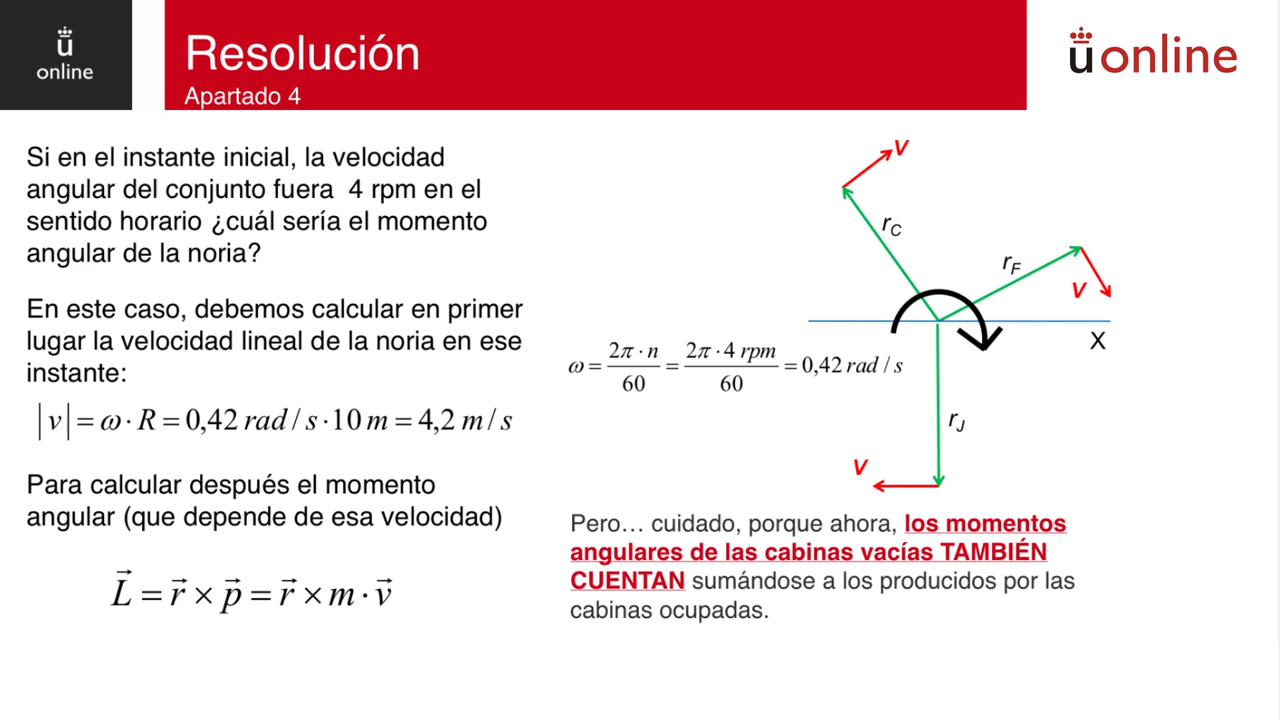 ü
online
Resolución
Apartado 4
üonline
Si en el instante inicial, la velocidad
angular del conjunto fuera 4 rpm en el
sentido horario ¿cuál sería el momento
angular de la noria?
En este caso, debemos calcular en primer
lugar la velocidad lineal de la noria en ese
instante:
|v| = ω · R = 0,42 rad / s · 10 m = 4,2 m / s
Para calcular después el momento
angular (que depende de esa velocidad)
L⃗ = r⃗ × p⃗ = r⃗ × m · v⃗
v
r_C
r_F
v
X
ω = 2π · n / 60 = 2π · 4 rpm / 60 = 0,42 rad / s
r_J
v
Pero… cuidado, porque ahora, los momentos
angulares de las cabinas vacías TAMBIÉN
CUENTAN sumándose a los producidos por las
cabinas ocupadas.